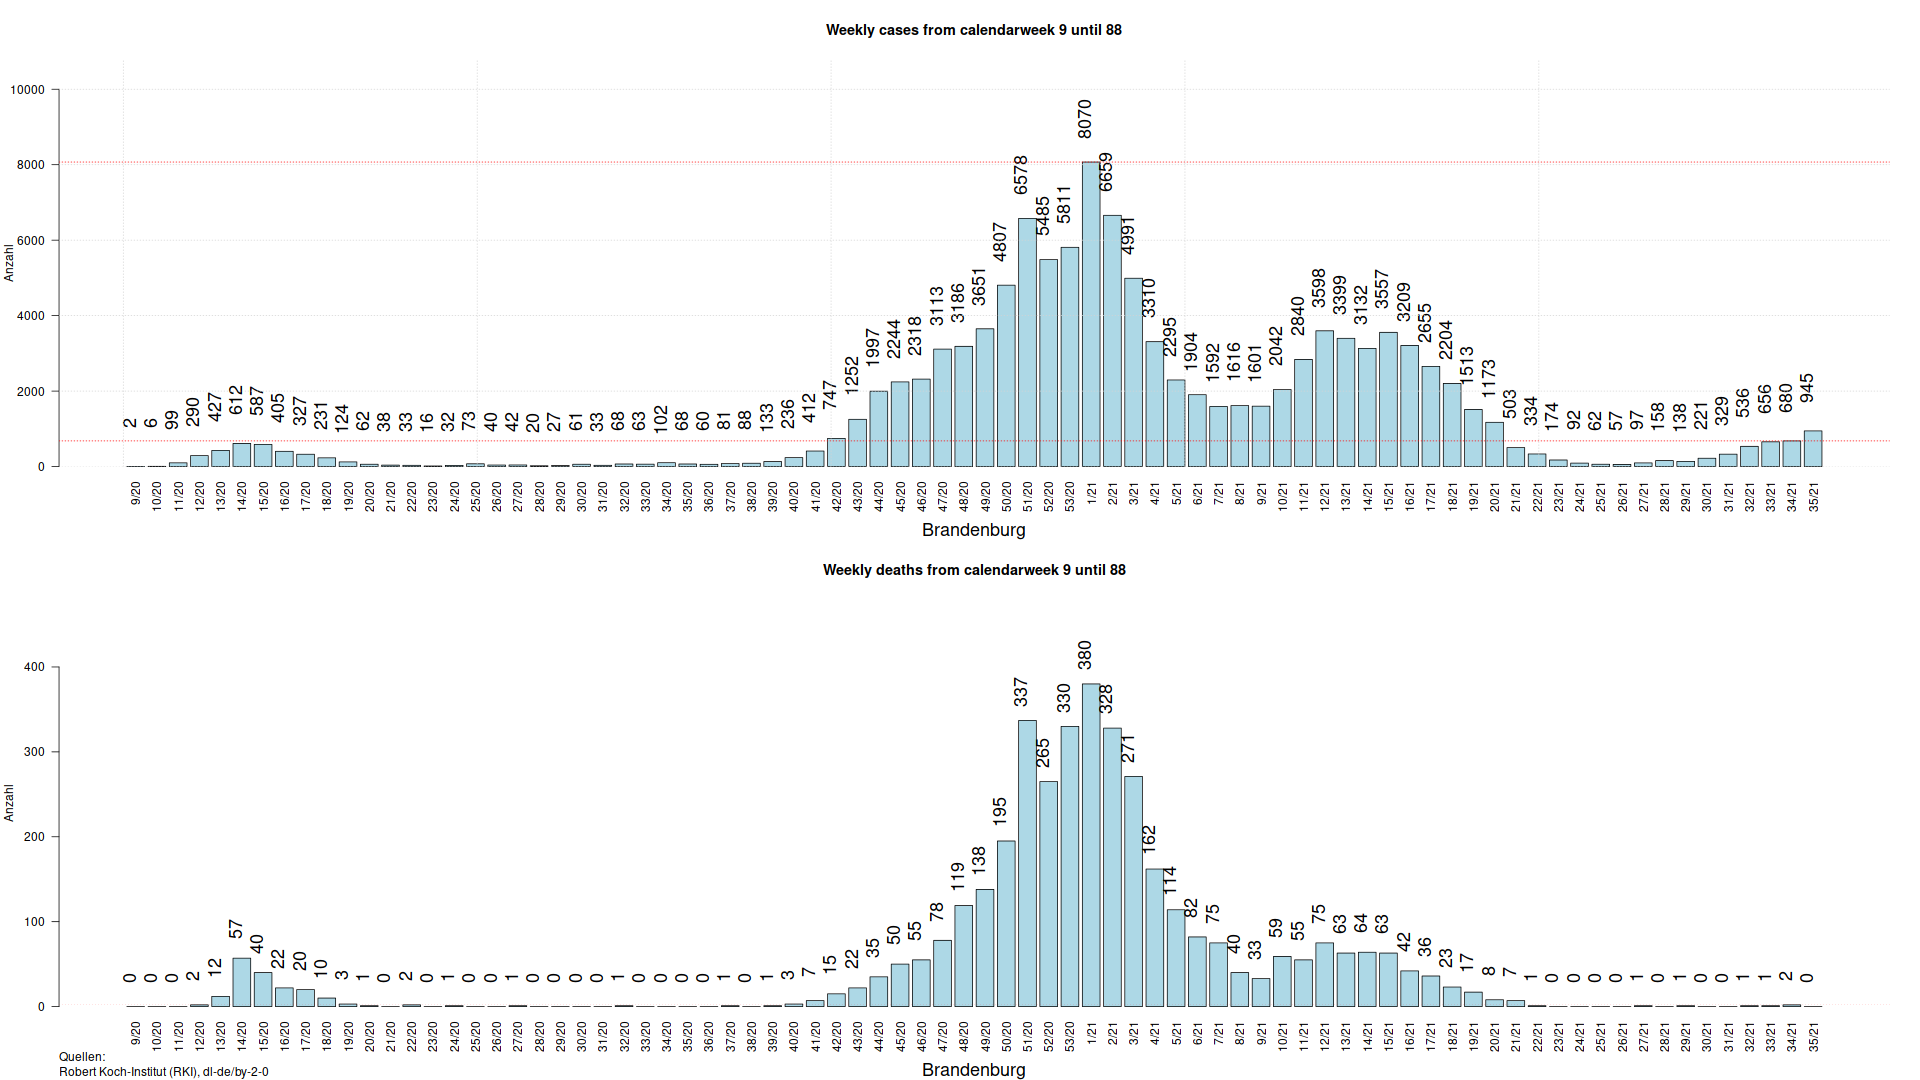 Weekly cases from calendarweek 9 until 88
Anzahl
10000
8000
6000
4000
2000
0
2 6 99 290 427 612 587 405 327 231 124 62 38 33 16 32 73 40 42 20 27 61 33 68 63 102 68 60 81 88 133 236 412 747 1252 1997 2244 2318 3113 3186 3651 4807 6578 5485 5811 8070 6659 4991 3310 2295 1904 1592 1616 1601 2042 2840 3598 3399 3132 3557 3209 2655 2204 1513 1173 503 334 174 92 62 57 97 158 138 221 329 536 656 680 945
9/20 10/20 11/20 12/20 13/20 14/20 15/20 16/20 17/20 18/20 19/20 20/20 21/20 22/20 23/20 24/20 25/20 26/20 27/20 28/20 29/20 30/20 31/20 32/20 33/20 34/20 35/20 36/20 37/20 38/20 39/20 40/20 41/20 42/20 43/20 44/20 45/20 46/20 47/20 48/20 49/20 50/20 51/20 52/20 53/20 1/21 2/21 3/21 4/21 5/21 6/21 7/21 8/21 9/21 10/21 11/21 12/21 13/21 14/21 15/21 16/21 17/21 18/21 19/21 20/21 21/21 22/21 23/21 24/21 25/21 26/21 27/21 28/21 29/21 30/21 31/21 32/21 33/21 34/21 35/21
Brandenburg
Weekly deaths from calendarweek 9 until 88
Anzahl
400
300
200
100
0
0 0 0 2 12 57 40 22 20 10 3 1 0 2 0 1 0 0 1 0 0 0 0 1 0 0 0 0 1 0 1 3 7 15 22 35 50 55 78 119 138 195 337 265 330 380 328 271 162 114 82 75 40 33 59 55 75 63 64 63 42 36 23 17 8 7 1 0 0 0 0 1 0 1 0 0 1 1 2 0
9/20 10/20 11/20 12/20 13/20 14/20 15/20 16/20 17/20 18/20 19/20 20/20 21/20 22/20 23/20 24/20 25/20 26/20 27/20 28/20 29/20 30/20 31/20 32/20 33/20 34/20 35/20 36/20 37/20 38/20 39/20 40/20 41/20 42/20 43/20 44/20 45/20 46/20 47/20 48/20 49/20 50/20 51/20 52/20 53/20 1/21 2/21 3/21 4/21 5/21 6/21 7/21 8/21 9/21 10/21 11/21 12/21 13/21 14/21 15/21 16/21 17/21 18/21 19/21 20/21 21/21 22/21 23/21 24/21 25/21 26/21 27/21 28/21 29/21 30/21 31/21 32/21 33/21 34/21 35/21
Brandenburg
Quellen:
Robert Koch-Institut (RKI), dl-de/by-2-0